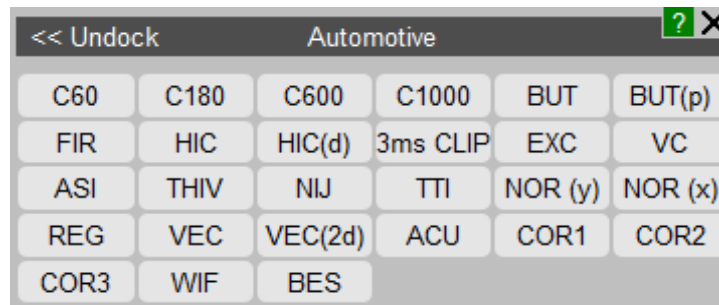 << Undock Automotive ? X
C60 C180 C600 C1000 BUT BUT(p)
FIR HIC HIC(d) 3ms CLIP EXC VC
ASI THIV NIJ TTI NOR (y) NOR (x)
REG VEC VEC(2d) ACU COR1 COR2
COR3 WIF BES